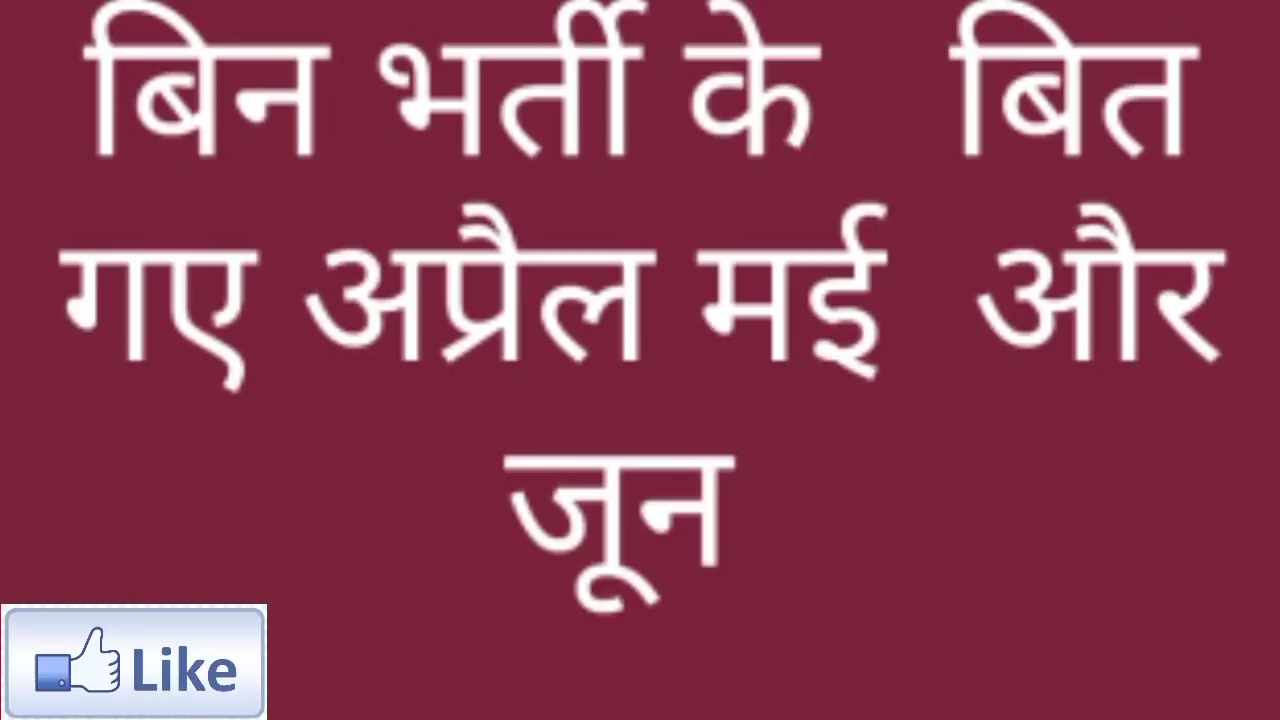 बिन भर्ती के बित
गए अप्रैल मई और
जून
Like